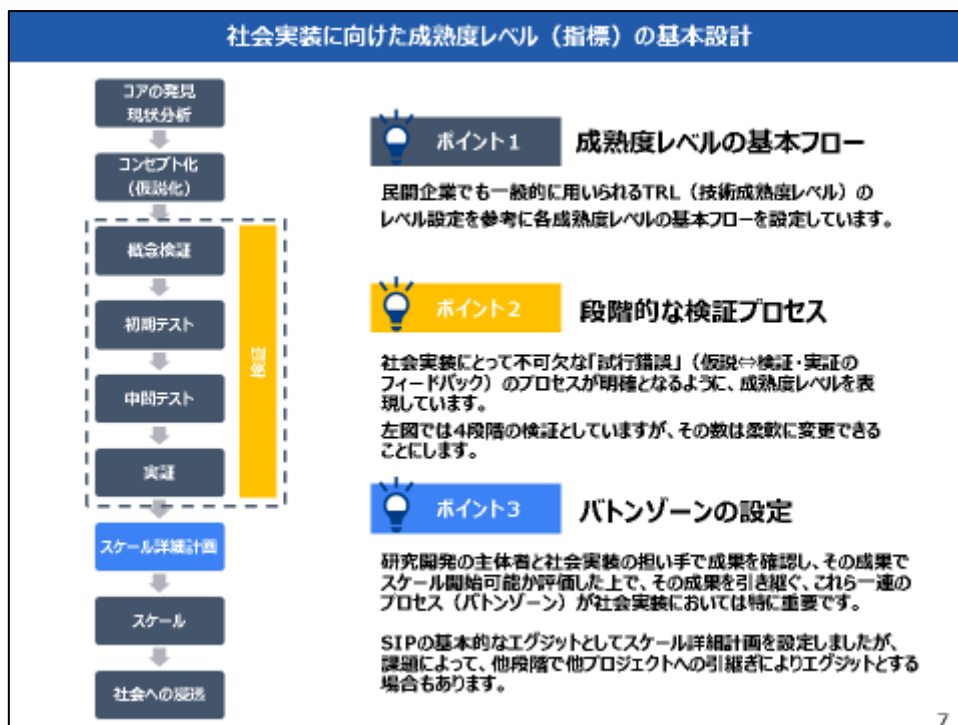 社会実装に向けた成熟度レベル（指標）の基本設計
コアの発見
現状分析
コンセプト化
（仮説化）
概念検証
初期テスト
中間テスト
実証
検証
スケール詳細計画
スケール
社会への浸透
ポイント1
成熟度レベルの基本フロー
民間企業でも一般的に用いられるTRL（技術成熟度レベル）の
レベル設定を参考に各成熟度レベルの基本フローを設定しています。
ポイント2
段階的な検証プロセス
社会実装にとって不可欠な「試行錯誤」（仮説⇔検証・実証の
フィードバック）のプロセスが明確となるように、成熟度レベルを表
現しています。
左図では4段階の検証としていますが、その数は柔軟に変更できる
ことにします。
ポイント3
バトンゾーンの設定
研究開発の主体者と社会実装の担い手で成果を確認し、その成果で
スケール開始可能か評価した上で、その成果を引き継ぐ、これら一連の
プロセス（バトンゾーン）が社会実装においては特に重要です。
SIPの基本的なエグジットとしてスケール詳細計画を設定しましたが、
課題によって、他段階で他プロジェクトへの引継ぎによりエグジットとする
場合もあります。
7